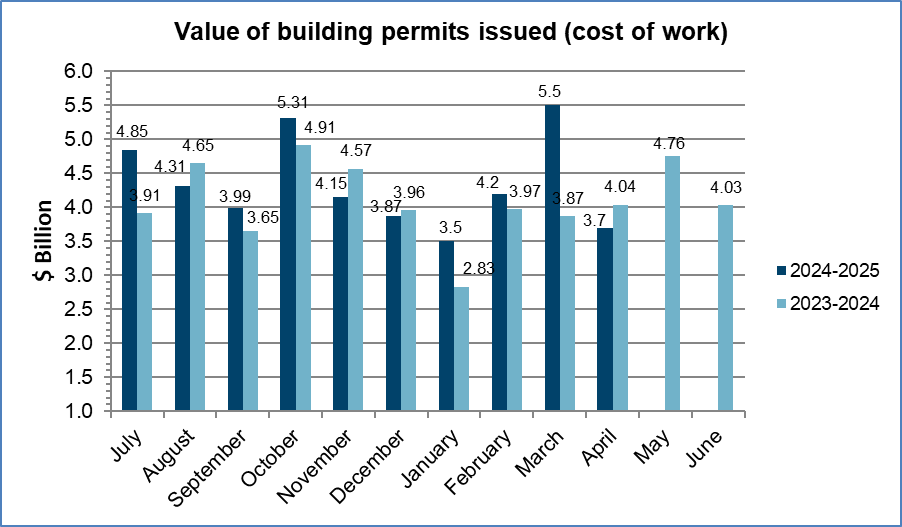 Value of building permits issued (cost of work)
$ Billion
6.0
5.5
5.0
4.5
4.0
3.5
3.0
2.5
2.0
1.5
1.0
4.85
3.91
4.31
4.65
3.99
3.65
5.31
4.91
4.15
4.57
3.87
3.96
3.5
2.83
4.2
3.97
5.5
3.87
3.7
4.04
4.76
4.03
July
August
September
October
November
December
January
February
March
April
May
June
2024-2025
2023-2024